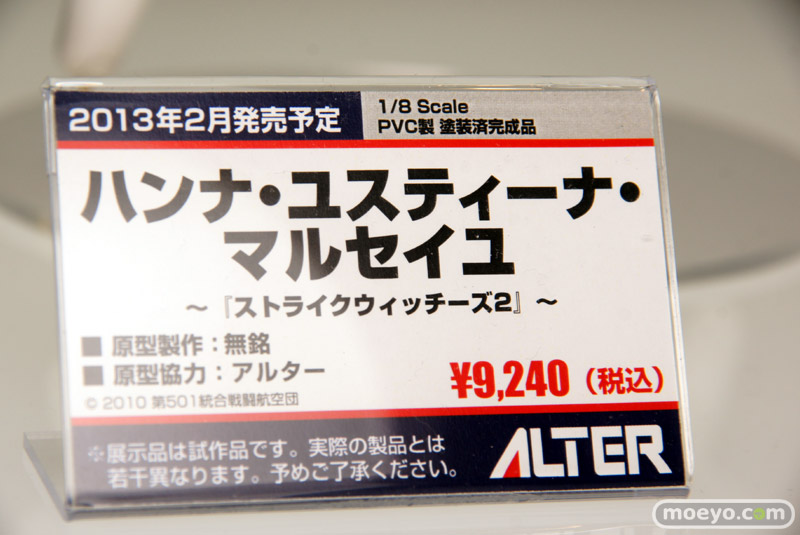 2013年2月発売予定
1/8 Scale
PVC製 塗装済完成品
ハンナ・ユスティーナ・
マルセイユ
～『ストライクウィッチーズ2』～
■ 原型製作：無銘
■ 原型協力：アルター
¥9,240（税込）
© 2010 第501統合戦闘航空団
※展示品は試作品です。実際の製品とは
若干異なります。予めご了承ください。
ALTER
moeyo.com